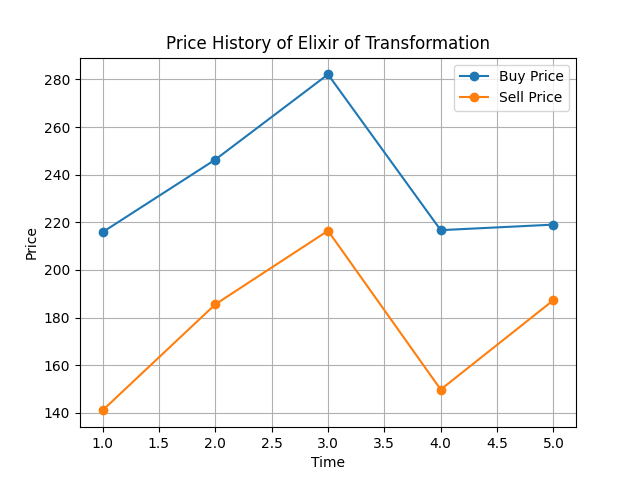 Price History of Elixir of Transformation
Buy Price
Sell Price
280
260
240
220
200
180
160
140
Price
1.0 1.5 2.0 2.5 3.0 3.5 4.0 4.5 5.0
Time